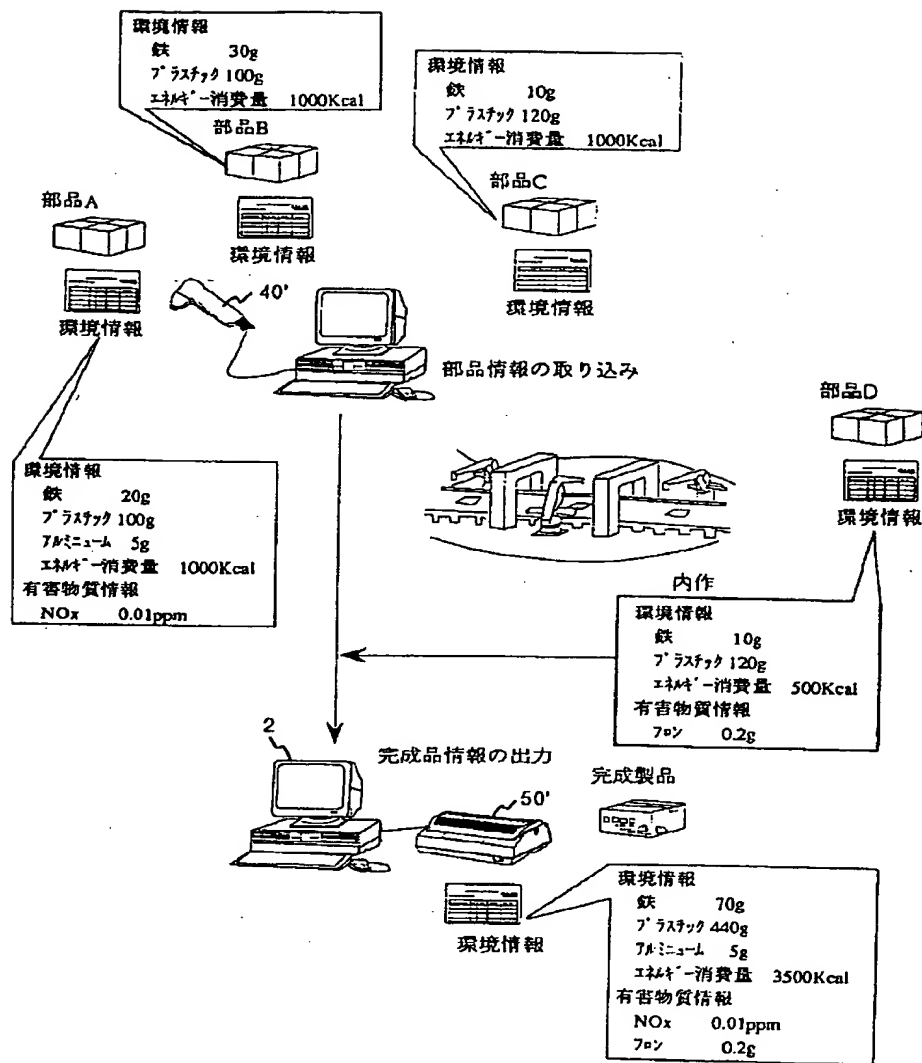 環境情報
鉄 30g
プラスチック 100g
エネルギー消費量 1000Kcal
部品B
環境情報
環境情報
鉄 10g
プラスチック 120g
エネルギー消費量 1000Kcal
部品C
環境情報
部品A
環境情報
40'
部品情報の取り込み
環境情報
鉄 20g
プラスチック 100g
アルミニューム 5g
エネルギー消費量 1000Kcal
有害物質情報
NOx 0.01ppm
部品D
環境情報
内作
環境情報
鉄 10g
プラスチック 120g
エネルギー消費量 500Kcal
有害物質情報
フロン 0.2g
2
完成品情報の出力
50'
完成製品
環境情報
環境情報
鉄 70g
プラスチック 440g
アルミニューム 5g
エネルギー消費量 3500Kcal
有害物質情報
NOx 0.01ppm
フロン 0.2g